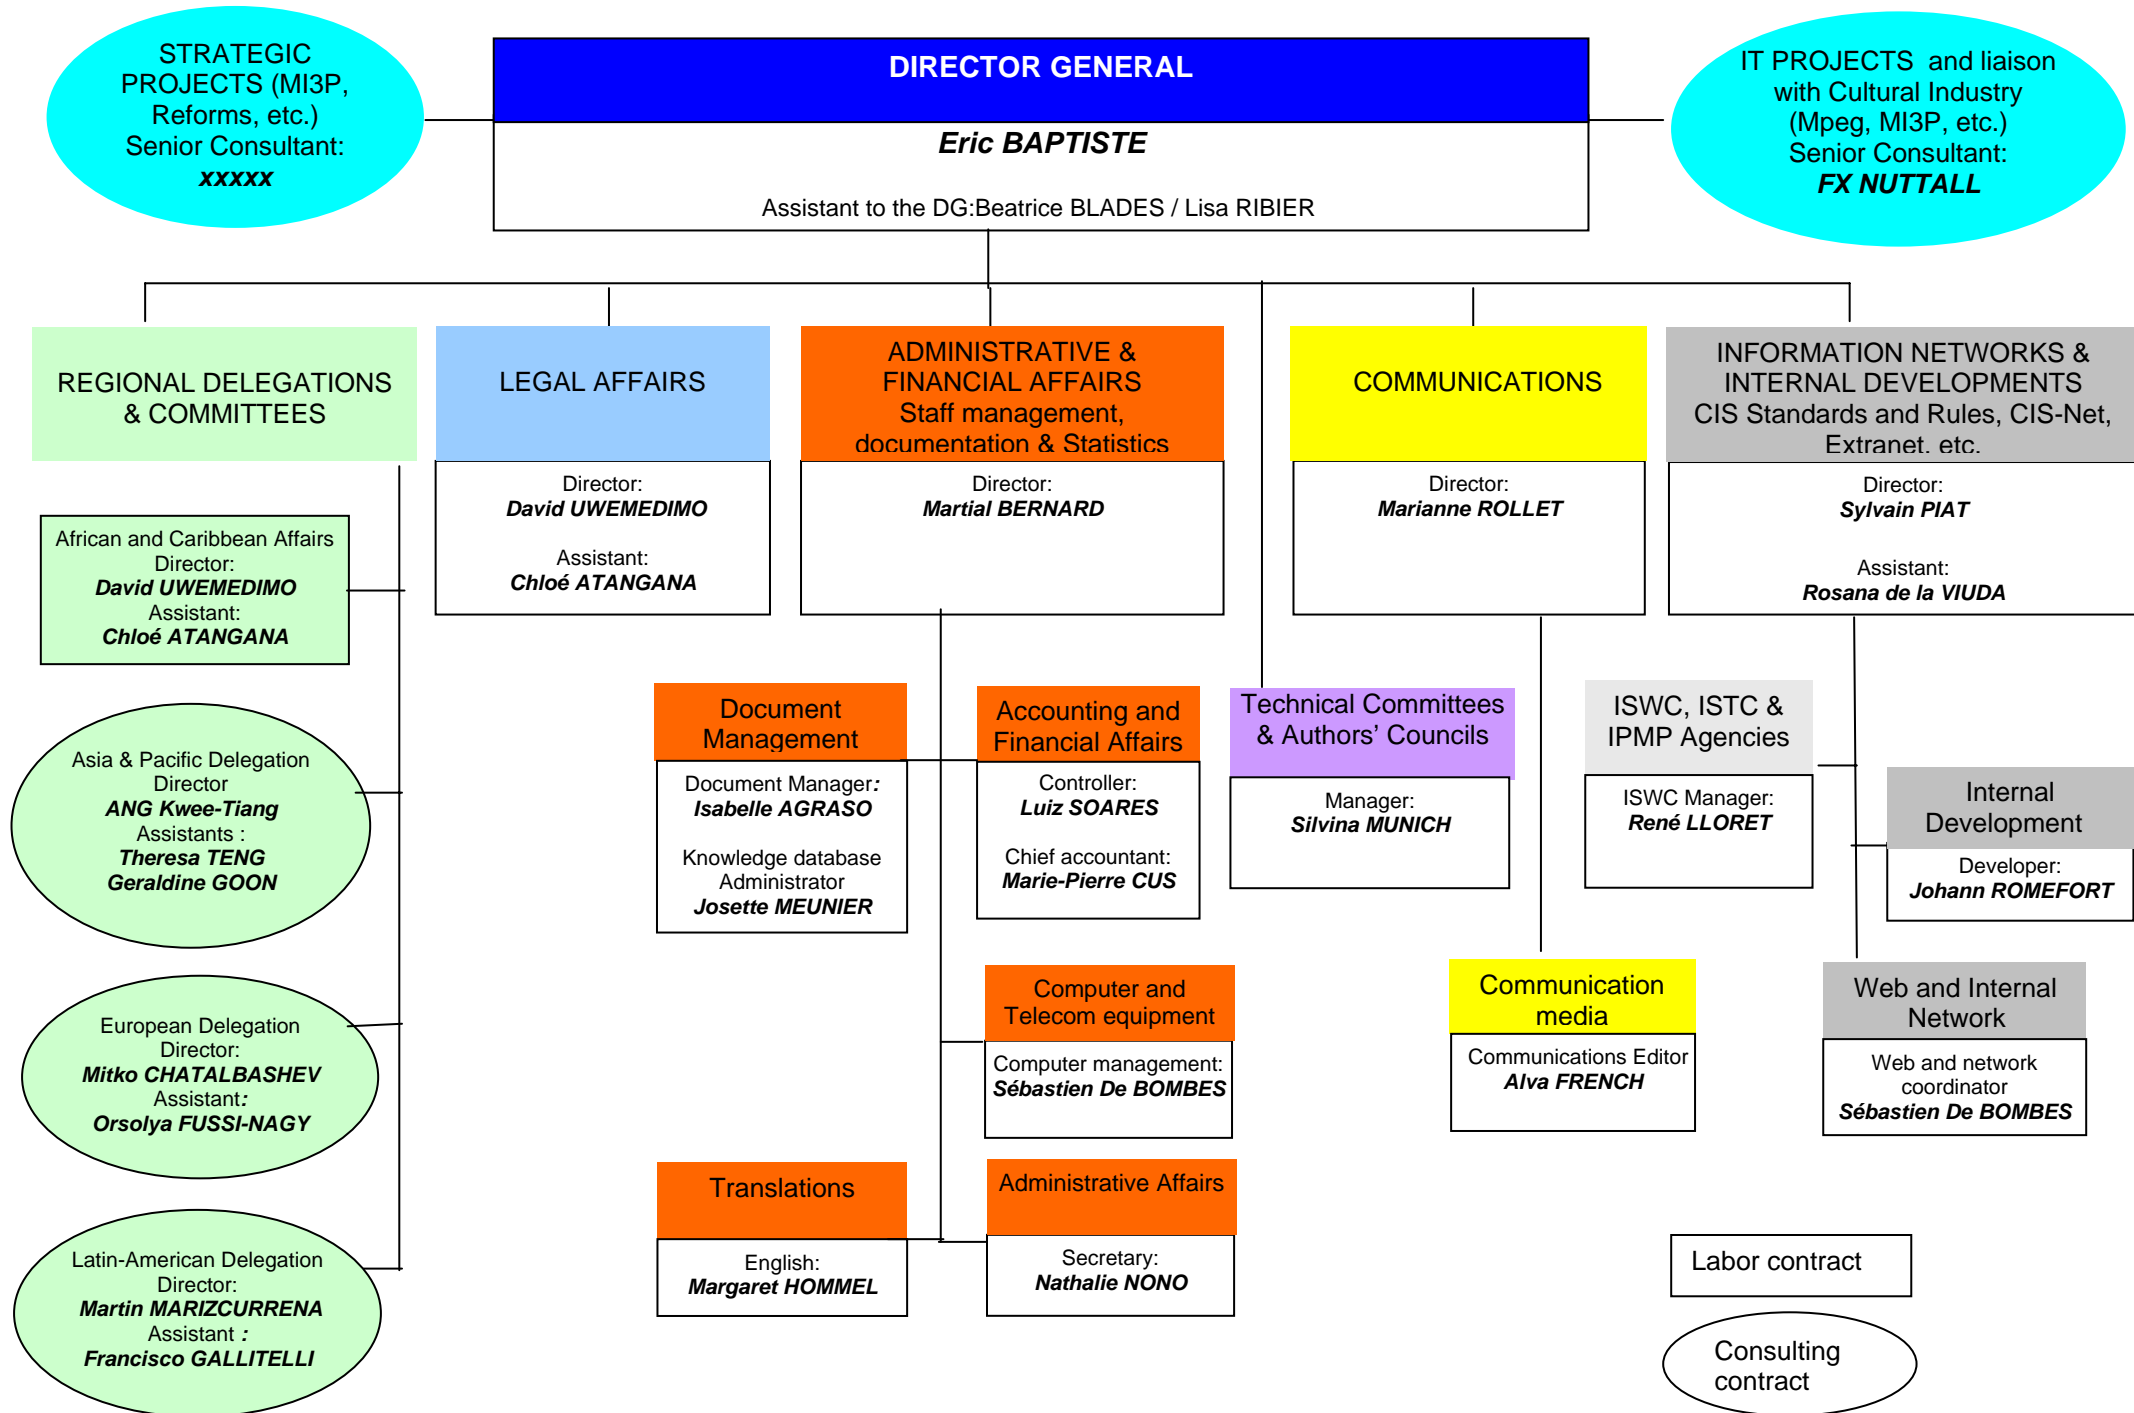 STRATEGIC
PROJECTS (MI3P,
Reforms, etc.)
Senior Consultant:
xxxxx
DIRECTOR GENERAL
Eric BAPTISTE
Assistant to the DG:Beatrice BLADES / Lisa RIBIER
IT PROJECTS  and liaison
with Cultural Industry
(Mpeg, MI3P, etc.)
Senior Consultant:
FX NUTTALL
REGIONAL DELEGATIONS
& COMMITTEES
LEGAL AFFAIRS
Director:
David UWEMEDIMO
Assistant:
Chloé ATANGANA
ADMINISTRATIVE &
FINANCIAL AFFAIRS
Staff management,
documentation & Statistics
Director:
Martial BERNARD
COMMUNICATIONS
Director:
Marianne ROLLET
INFORMATION NETWORKS &
INTERNAL DEVELOPMENTS
CIS Standards and Rules, CIS-Net,
Extranet, etc.
Director:
Sylvain PIAT
Assistant:
Rosana de la VIUDA
African and Caribbean Affairs
Director:
David UWEMEDIMO
Assistant:
Chloé ATANGANA
Asia & Pacific Delegation
Director
ANG Kwee-Tiang
Assistants :
Theresa TENG
Geraldine GOON
European Delegation
Director:
Mitko CHATALBASHEV
Assistant:
Orsolya FUSSI-NAGY
Latin-American Delegation
Director:
Martin MARIZCURRENA
Assistant :
Francisco GALLITELLI
Document
Management
Document Manager:
Isabelle AGRASO
Knowledge database
Administrator
Josette MEUNIER
Accounting and
Financial Affairs
Controller:
Luiz SOARES
Chief accountant:
Marie-Pierre CUS
Technical Committees
& Authors’ Councils
Manager:
Silvina MUNICH
ISWC, ISTC &
IPMP Agencies
ISWC Manager:
René LLORET
Internal
Development
Developer:
Johann ROMEFORT
Computer and
Telecom equipment
Computer management:
Sébastien De BOMBES
Communication
media
Communications Editor
Alva FRENCH
Web and Internal
Network
Web and network
coordinator
Sébastien De BOMBES
Translations
English:
Margaret HOMMEL
Administrative Affairs
Secretary:
Nathalie NONO
Labor contract
Consulting
contract